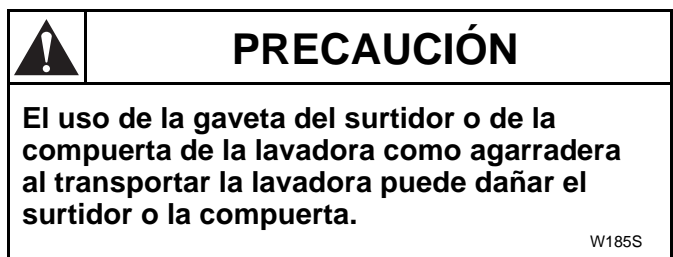 PRECAUCIÓN
El uso de la gaveta del surtidor o de la
compuerta de la lavadora como agarradera
al transportar la lavadora puede dañar el
surtidor o la compuerta.
W185S